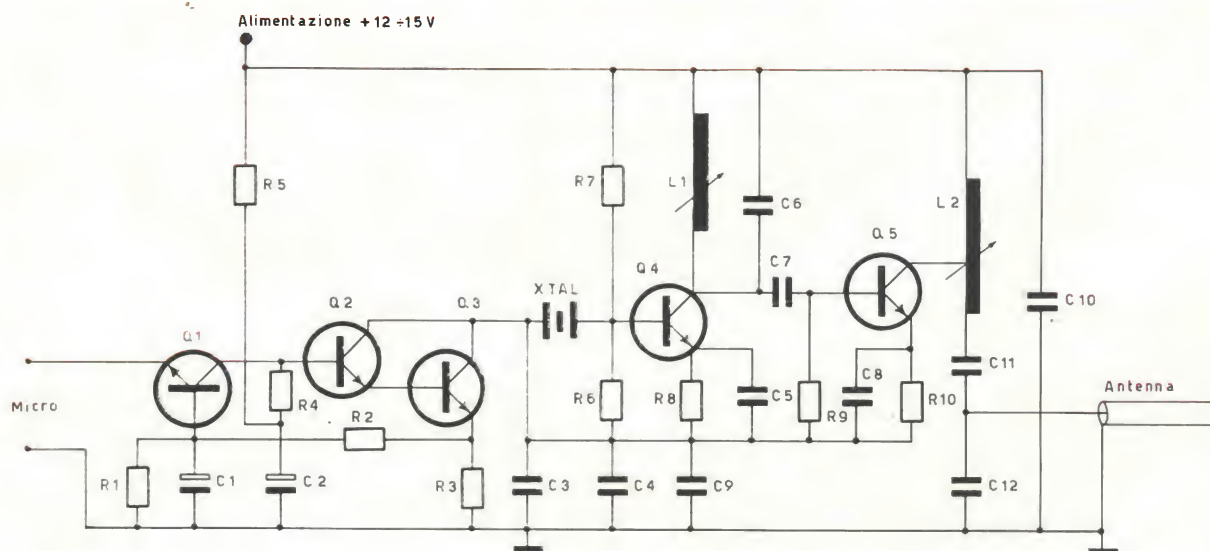 Alimentazione +12 ÷15 V
R5
R7
L1
C6
L2
Q5
C7
Q4
XTAL
Q3
Q2
Q1
C10
C11
Antenna
Micro
R4
R2
R6
R8
C5
R9
C8
R10
R1
C1
C2
R3
C3
C4
C9
C12